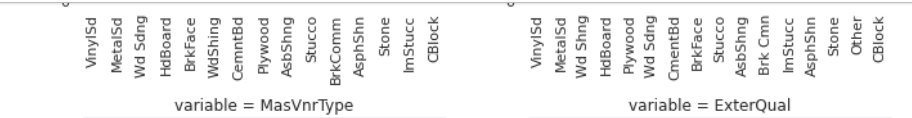 VinylSd MetalSd Wd Sdng HdBoard BrkFace WdShing CemntBd Plywood AsbShng Stucco BrkComm AsphShn Stone ImStucc CBlock
VinylSd MetalSd Wd Shng HdBoard Plywood Wd Sdng CmentBd BrkFace Stucco AsbShng Brk Cmn ImStucc AsphShn Stone Other CBlock
variable = MasVnrType
variable = ExterQual